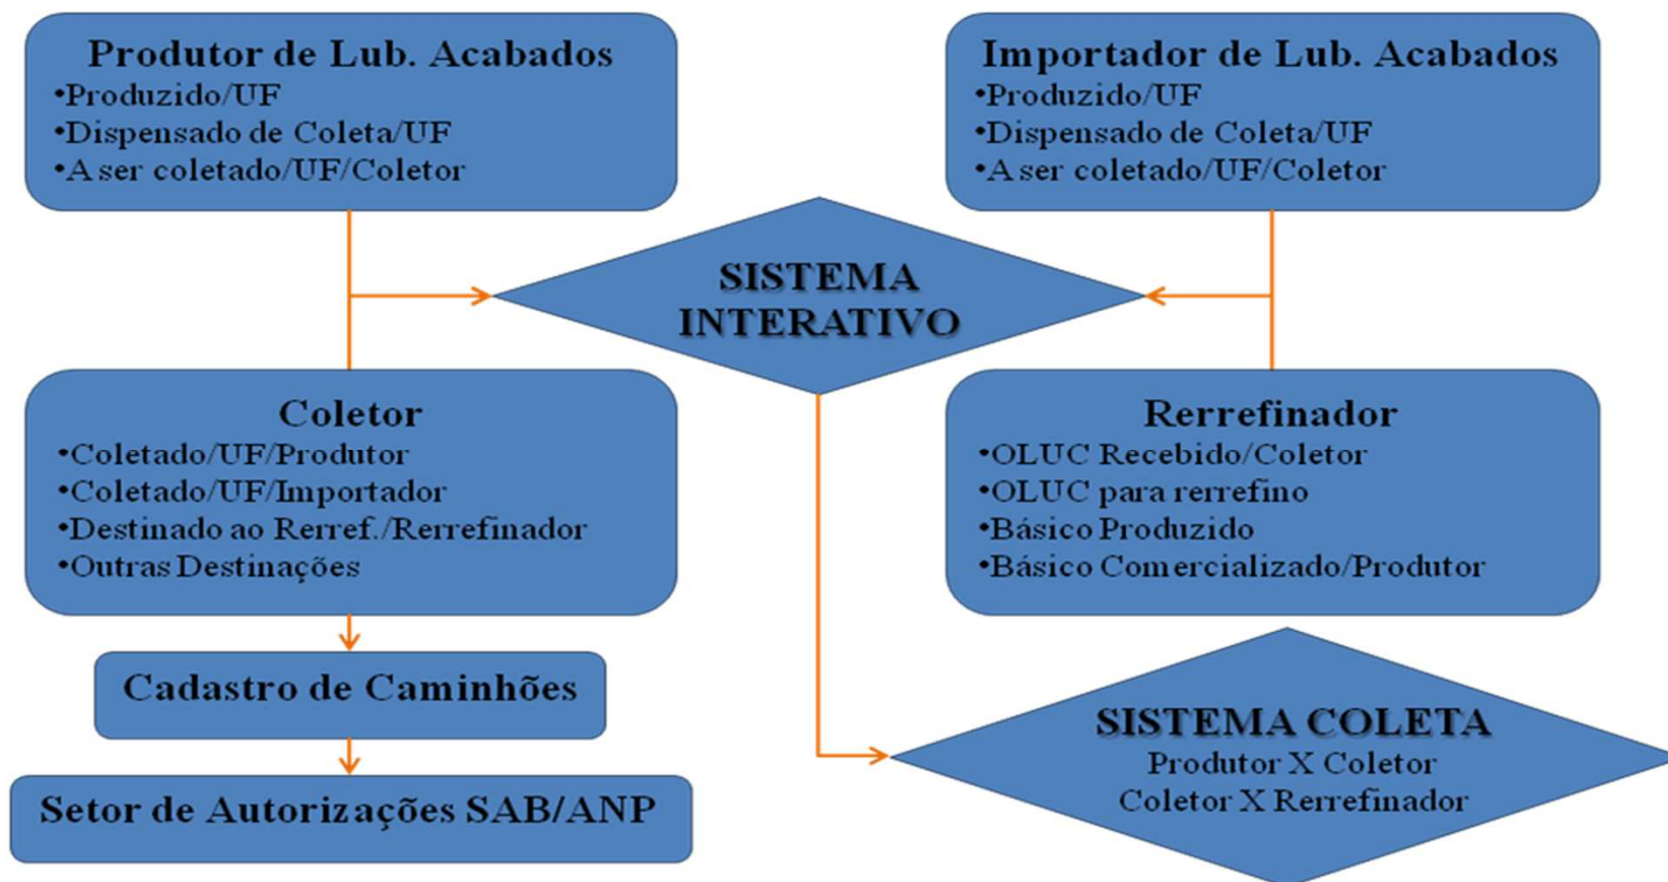 Produtor de Lub. Acabados
•Produzido/UF
•Dispensado de Coleta/UF
•A ser coletado/UF/Coletor
Importador de Lub. Acabados
•Produzido/UF
•Dispensado de Coleta/UF
•A ser coletado/UF/Coletor
SISTEMA
INTERATIVO
Coletor
•Coletado/UF/Produtor
•Coletado/UF/Importador
•Destinado ao Rerref./Rerrefinador
•Outras Destinações
Rerrefinador
•OLUC Recebido/Coletor
•OLUC para rerrefino
•Básico Produzido
•Básico Comercializado/Produtor
Cadastro de Caminhões
Setor de Autorizações SAB/ANP
SISTEMA COLETA
Produtor X Coletor
Coletor X Rerrefinador